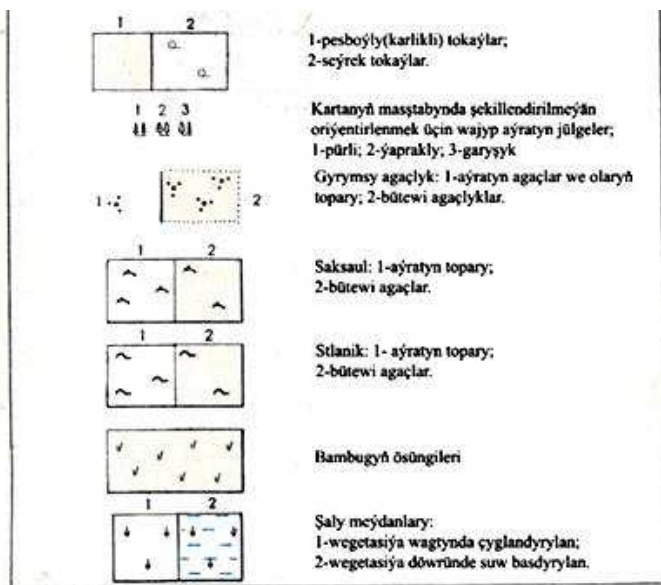 1 2
1-pesboýly(karlikli) tokaýlar;
2-seýrek tokaýlar.
1 2 3
Kartanyň masştabynda şekillendirilmeýän
oriýentirlenmek üçin wajyp aýratyn jülgeler;
1-pürli; 2-ýaprakly; 3-garyşyk
1
2
Gyrymsy agaçlyk: 1-aýratyn agaçlar we olaryň
topary; 2-bütewi agaçlyklar.
1 2
Saksaul: 1-aýratyn topary;
2-bütewi agaçlar.
1 2
Stlanik: 1- aýratyn topary;
2-bütewi agaçlar.
Bambugyň ösüngileri
1 2
Şaly meýdanlary:
1-wegetasiýa wagtynda çyglandyrylan;
2-wegetasiýa döwründe suw basdyrylan.